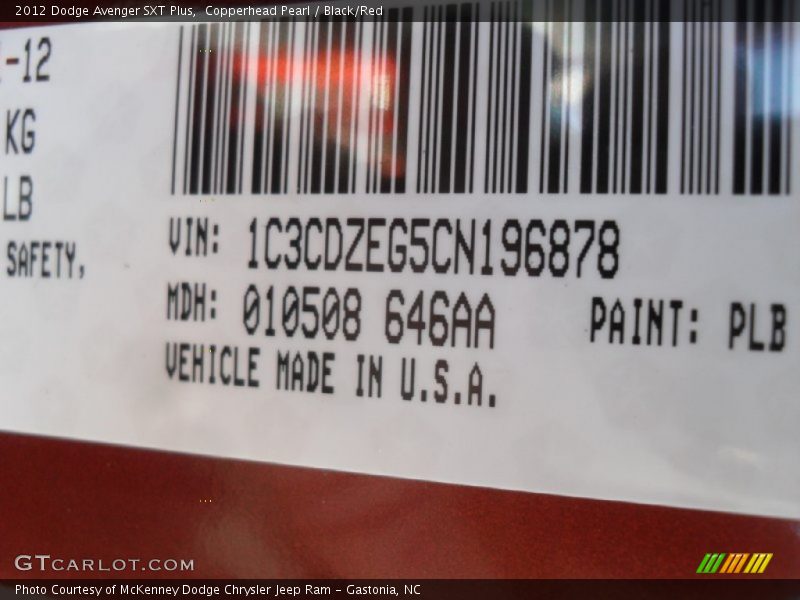 2012 Dodge Avenger SXT Plus, Copperhead Pearl / Black/Red
-12
KG
LB
SAFETY,
VIN: 1C3CDZEG5CN196878
MDH: 010508 646AA PAINT: PLB
VEHICLE MADE IN U.S.A.
GTCARLOT.COM
Photo Courtesy of McKenney Dodge Chrysler Jeep Ram - Gastonia, NC